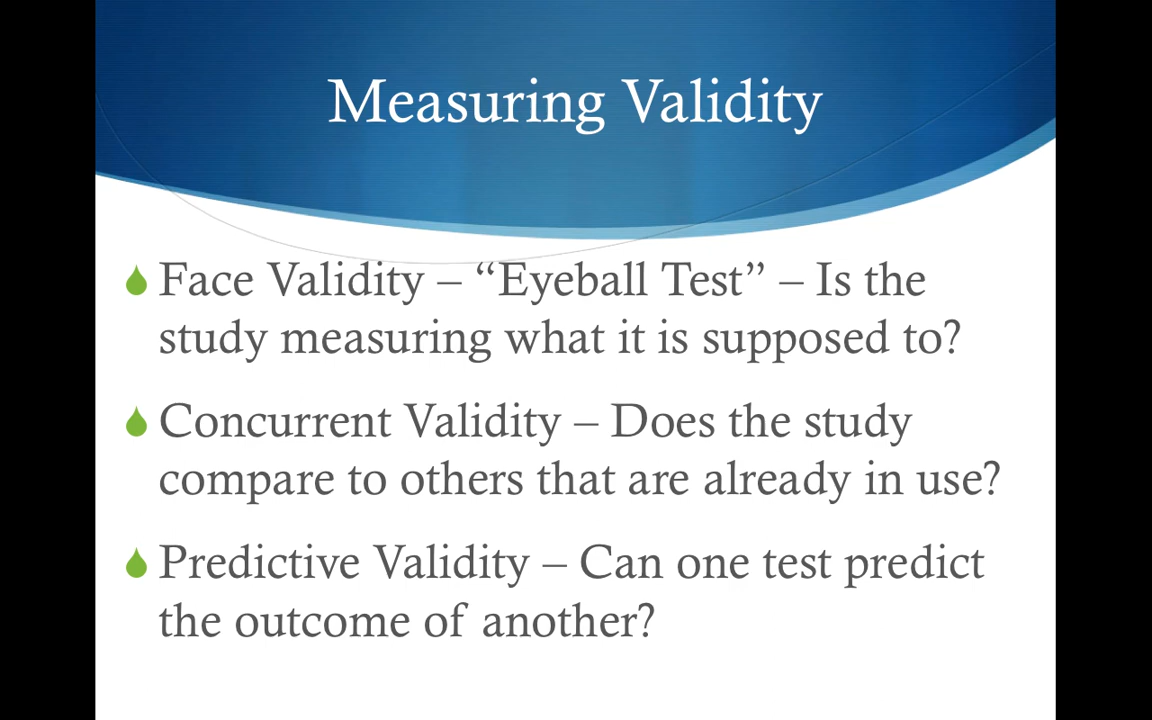 Measuring Validity
Face Validity – “Eyeball Test” – Is the
study measuring what it is supposed to?
Concurrent Validity – Does the study
compare to others that are already in use?
Predictive Validity – Can one test predict
the outcome of another?